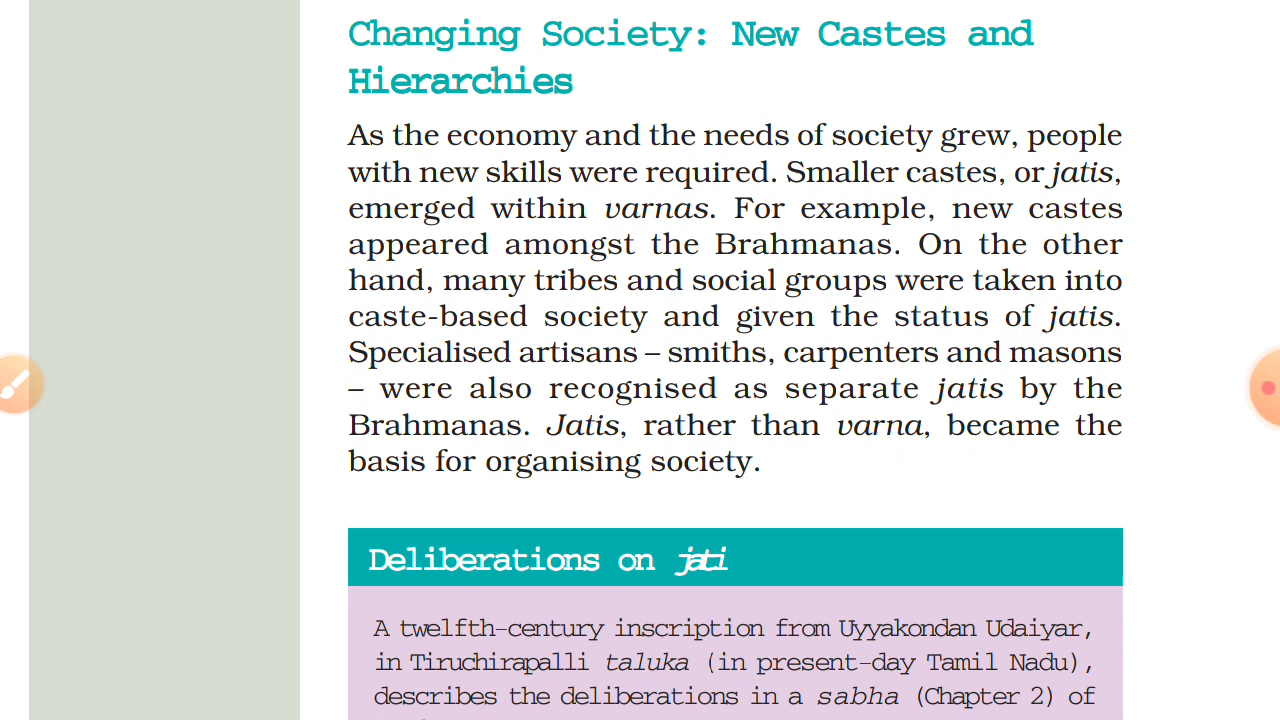 Changing Society: New Castes and
Hierarchies
As the economy and the needs of society grew, people
with new skills were required. Smaller castes, or jatis,
emerged within varnas. For example, new castes
appeared amongst the Brahmanas. On the other
hand, many tribes and social groups were taken into
caste-based society and given the status of jatis.
Specialised artisans – smiths, carpenters and masons
– were also recognised as separate jatis by the
Brahmanas. Jatis, rather than varna, became the
basis for organising society.
Deliberations on jati
A twelfth-century inscription from Uyyakondan Udaiyar,
in Tiruchirapalli taluka (in present-day Tamil Nadu),
describes the deliberations in a sabha (Chapter 2) of